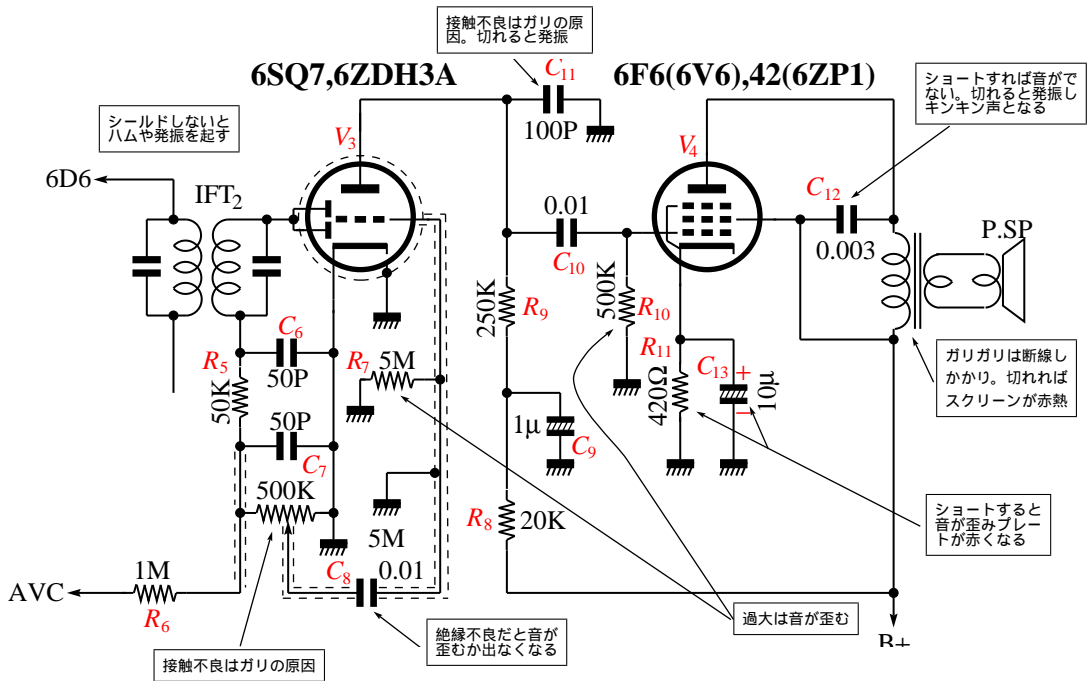 接触不良はガリの原
因。切れると発振
6SQ7,6ZDH3A
C11
100P
6F6(6V6),42(6ZP1)
ショートすれば音がで
ない。切れると発振し
キンキン声となる
シールドしないと
ハムや発振を起す
V3
V4
6D6
IFT2
C12
0.003
P.SP
0.01
C10
250K
R9
500K
R10
C6
50P
R5
50K
R7
5M
R11
420Ω
C13
+
−
10μ
ガリガリは断線し
かかり。切れれば
スクリーンが赤熱
50P
C7
1μ
C9
500K
5M
R8
20K
ショートすると
音が歪みプレー
トが赤くなる
AVC
1M
R6
C8
0.01
過大は音が歪む
B+
接触不良はガリの原因
絶縁不良だと音が
歪むか出なくなる